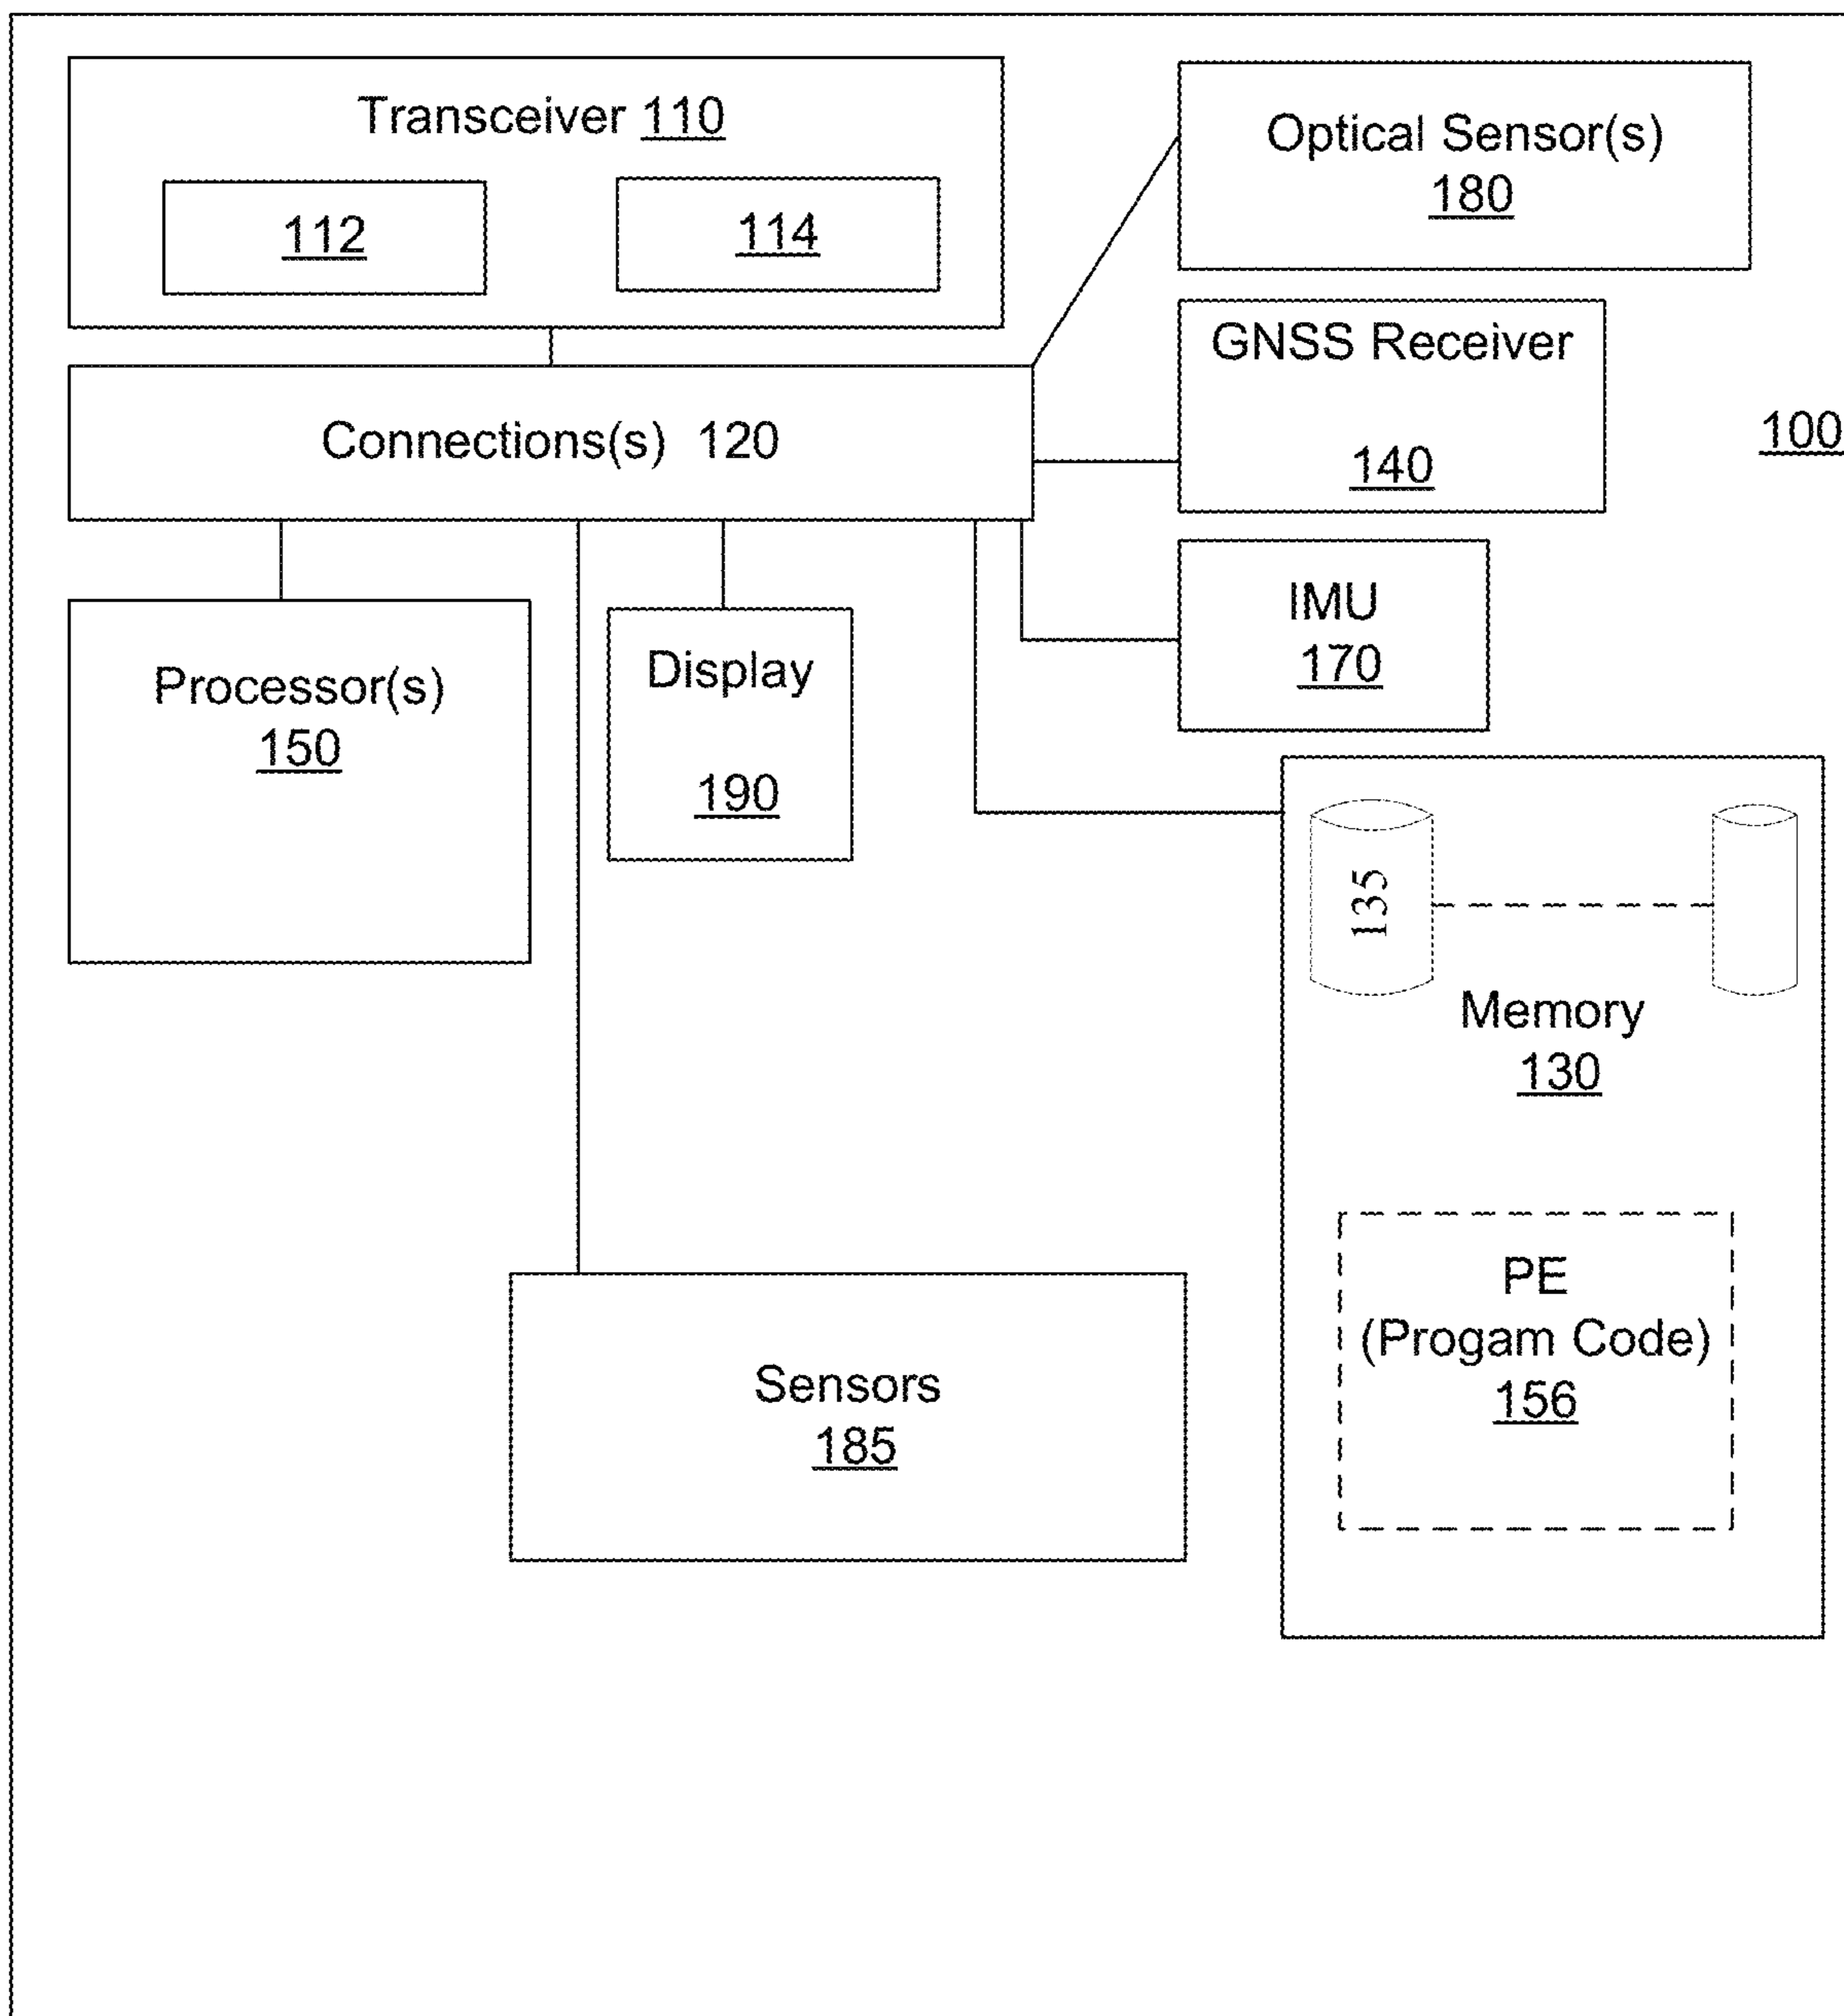 Transceiver 110
112
114
Optical Sensor(s)
180
GNSS Receiver
140
100
Connections(s) 120
IMU
170
Processor(s)
150
Display
190
135
Memory
130
PE
(Progam Code)
156
Sensors
185